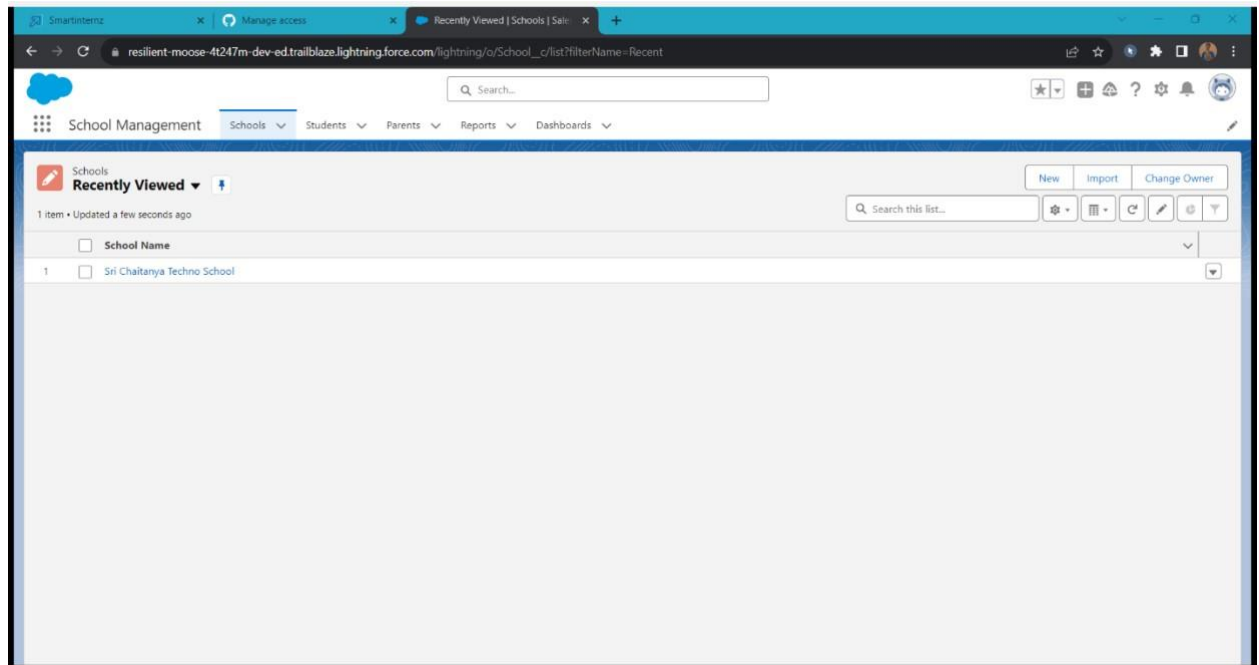 Smartinternz
Manage access
Recently Viewed | Schools | Sale
resilient-moose-4t247m-dev-ed.trailblaze.lightning.force.com/lightning/o/School__c/list?filterName=Recent
Search...
School Management Schools Students Parents Reports Dashboards
Schools
Recently Viewed
New Import Change Owner
1 item • Updated a few seconds ago
Search this list...
School Name
1 Sri Chaitanya Techno School